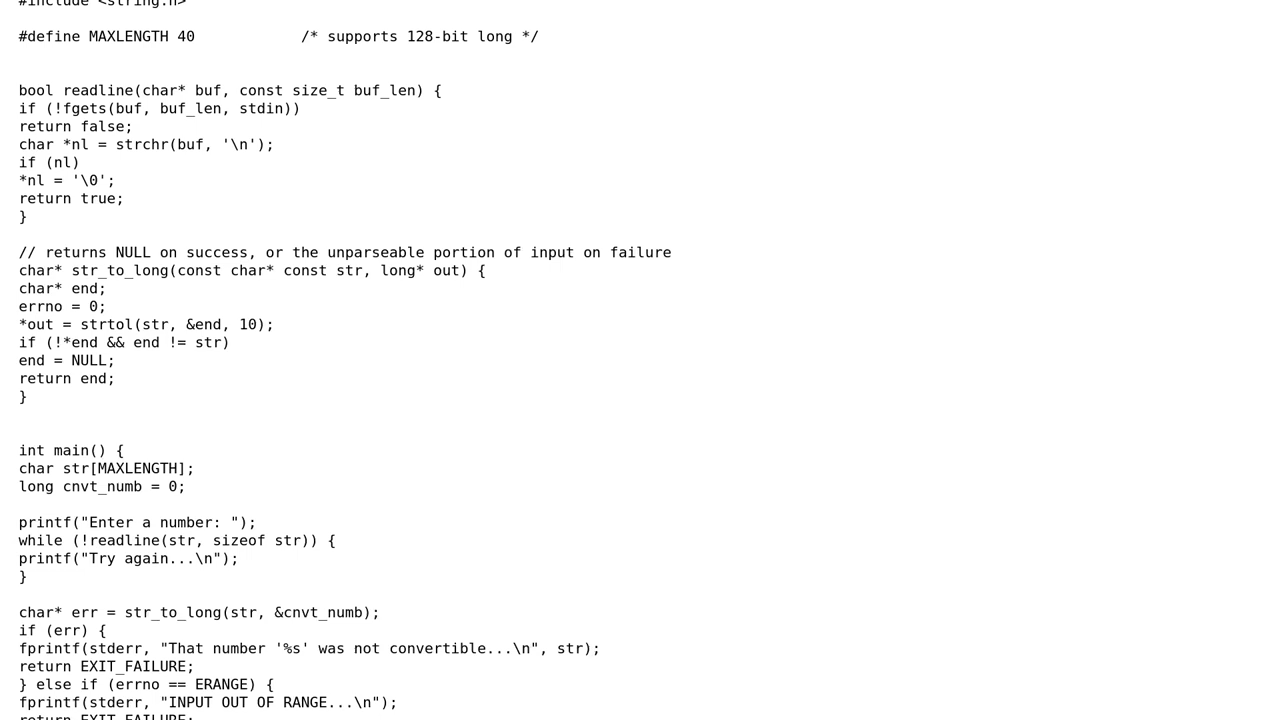 #include <string.h>
#define MAXLENGTH 40            /* supports 128-bit long */
bool readline(char* buf, const size_t buf_len) {
if (!fgets(buf, buf_len, stdin))
return false;
char *nl = strchr(buf, '\n');
if (nl)
*nl = '\0';
return true;
}
// returns NULL on success, or the unparseable portion of input on failure
char* str_to_long(const char* const str, long* out) {
char* end;
errno = 0;
*out = strtol(str, &end, 10);
if (!*end && end != str)
end = NULL;
return end;
}
int main() {
char str[MAXLENGTH];
long cnvt_numb = 0;
printf("Enter a number: ");
while (!readline(str, sizeof str)) {
printf("Try again...\n");
}
char* err = str_to_long(str, &cnvt_numb);
if (err) {
fprintf(stderr, "That number '%s' was not convertible...\n", str);
return EXIT_FAILURE;
} else if (errno == ERANGE) {
fprintf(stderr, "INPUT OUT OF RANGE...\n");
return EXIT_FAILURE;